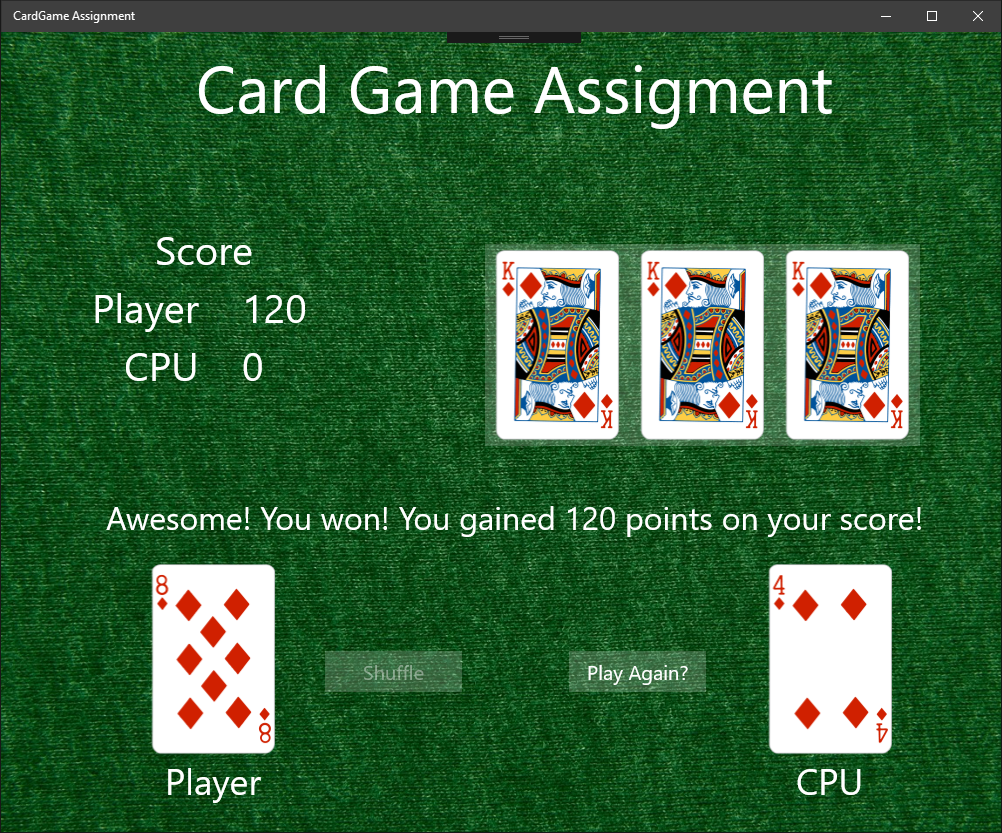 CardGame Assignment
Card Game Assigment
Score
Player 120
CPU 0
K K K
K K K
Awesome! You won! You gained 120 points on your score!
8
4
Shuffle
Play Again?
8
4
Player
CPU